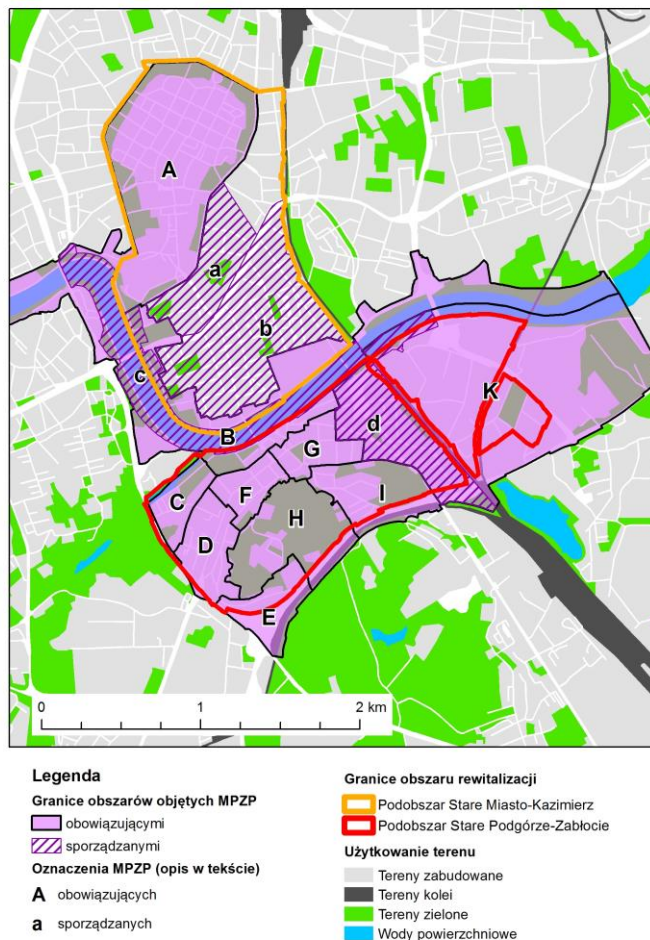 A
a
b
c
B
d
K
G
C
F
I
H
D
E
0 1 2 km
Legenda
Granice obszarów objętych MPZP
obowiązującymi
sporządzanymi
Oznaczenia MPZP (opis w tekście)
A obowiązujących
a sporządzanych
Granice obszaru rewitalizacji
Podobszar Stare Miasto-Kazimierz
Podobszar Stare Podgórze-Zabłocie
Użytkowanie terenu
Tereny zabudowane
Tereny kolei
Tereny zielone
Wody powierzchniowe